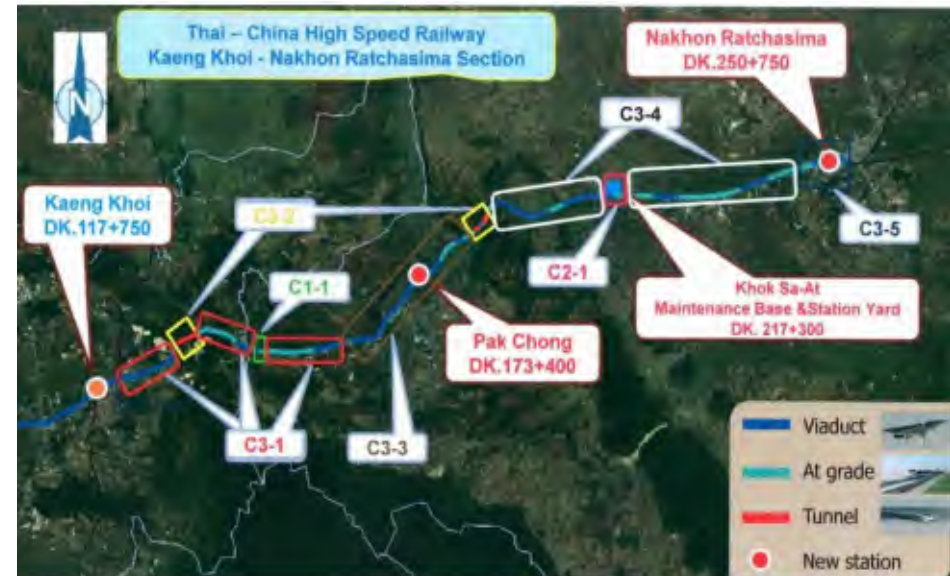 Thai – China High Speed Railway
Kaeng Khoi - Nakhon Ratchasima Section
N
Nakhon Ratchasima
DK.250+750
C3-4
Kaeng Khoi
DK.117+750
C3-2
C3-5
C2-1
C1-1
Khok Sa-At
Maintenance Base &Station Yard
DK. 217+300
Pak Chong
DK.173+400
C3-1
C3-3
Viaduct
At grade
Tunnel
New station